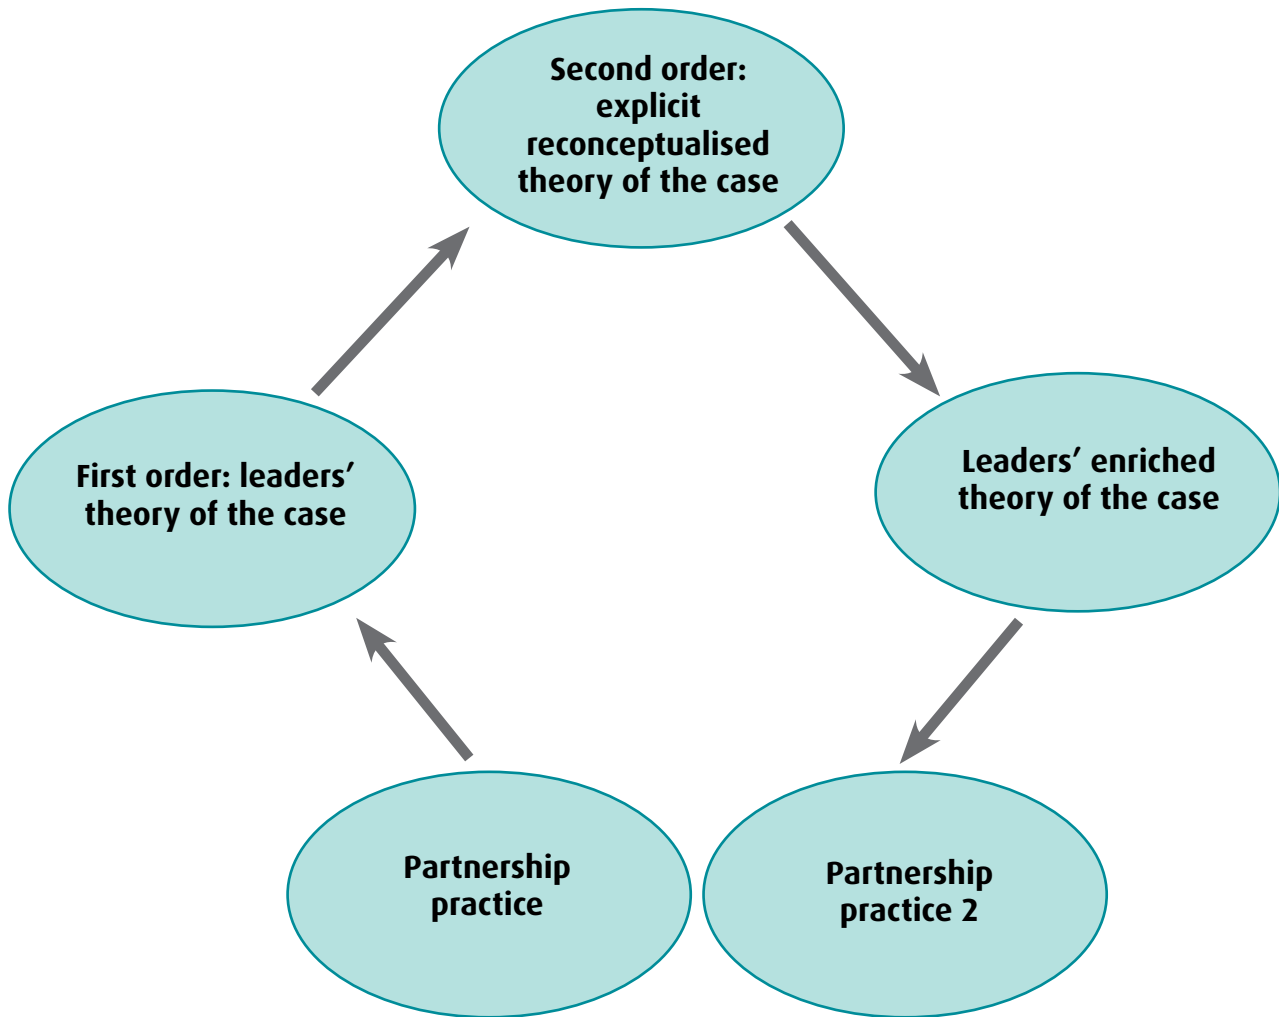 Second order:
explicit
reconceptualised
theory of the case
First order: leaders’
theory of the case
Leaders’ enriched
theory of the case
Partnership
practice
Partnership
practice 2